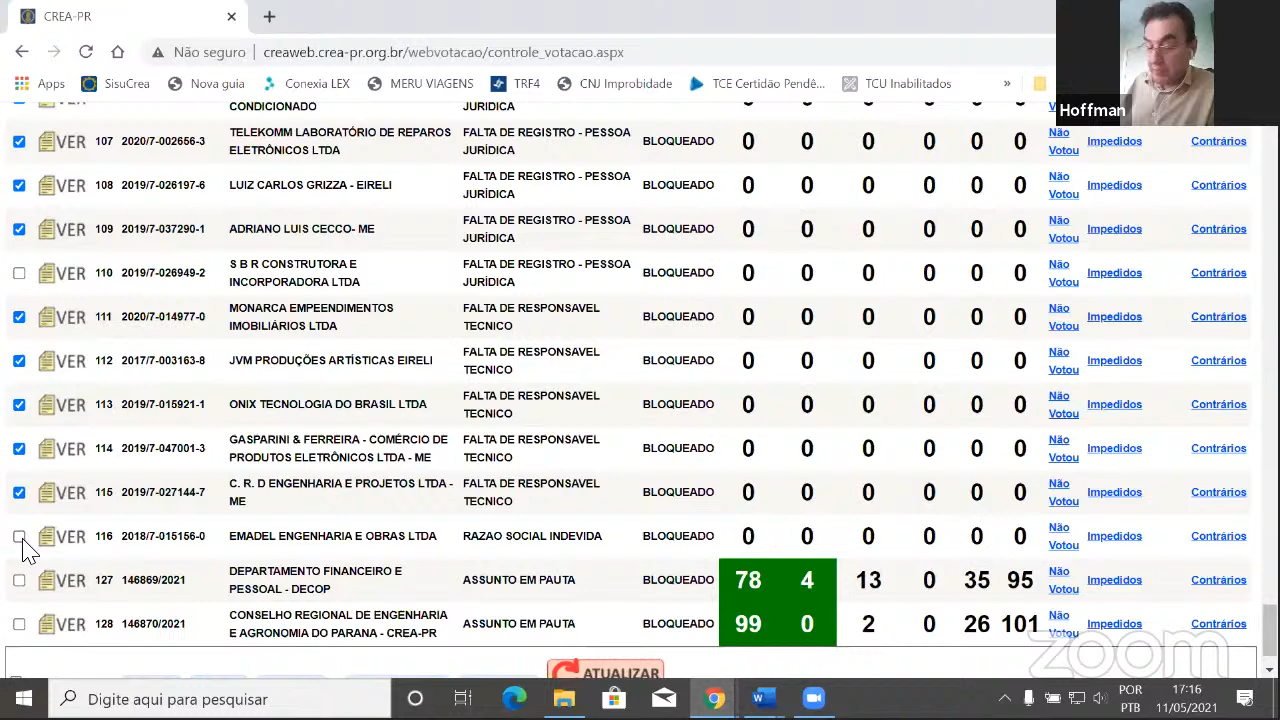 CREA-PR
Não seguro | creaweb.crea-pr.org.br/webvotacao/controle_votacao.aspx
Apps SisuCrea Nova guia Conexia LEX MERU VIAGENS TRF4 CNJ Improbidade TCE Certidão Pendê... TCU Inabilitados »
Hoffman
CONDICIONADO JURÍDICA
VER 107 2020/7-002656-3 TELEKOMM LABORATÓRIO DE REPAROS FALTA DE REGISTRO - PESSOA BLOQUEADO 0 0 0 0 0 0 Não Impedidos Contrários
ELETRÔNICOS LTDA JURÍDICA Votou
VER 108 2019/7-026197-6 LUIZ CARLOS GRIZZA - EIRELI FALTA DE REGISTRO - PESSOA BLOQUEADO 0 0 0 0 0 0 Não Impedidos Contrários
JURÍDICA Votou
VER 109 2019/7-037290-1 ADRIANO LUIS CECCO- ME FALTA DE REGISTRO - PESSOA BLOQUEADO 0 0 0 0 0 0 Não Impedidos Contrários
JURÍDICA Votou
VER 110 2019/7-026949-2 S B R CONSTRUTORA E FALTA DE REGISTRO - PESSOA BLOQUEADO 0 0 0 0 0 0 Não Impedidos Contrários
INCORPORADORA LTDA JURÍDICA Votou
VER 111 2020/7-014977-0 MONARCA EMPEENDIMENTOS FALTA DE RESPONSAVEL BLOQUEADO 0 0 0 0 0 0 Não Impedidos Contrários
IMOBILIÁRIOS LTDA TECNICO Votou
VER 112 2017/7-003163-8 JVM PRODUÇÕES ARTÍSTICAS EIRELI FALTA DE RESPONSAVEL BLOQUEADO 0 0 0 0 0 0 Não Impedidos Contrários
TECNICO Votou
VER 113 2019/7-015921-1 ONIX TECNOLOGIA DO BRASIL LTDA FALTA DE RESPONSAVEL BLOQUEADO 0 0 0 0 0 0 Não Impedidos Contrários
TECNICO Votou
VER 114 2019/7-047001-3 GASPARINI & FERREIRA - COMÉRCIO DE FALTA DE RESPONSAVEL BLOQUEADO 0 0 0 0 0 0 Não Impedidos Contrários
PRODUTOS ELETRÔNICOS LTDA - ME TECNICO Votou
VER 115 2019/7-027144-7 C. R. D ENGENHARIA E PROJETOS LTDA - FALTA DE RESPONSAVEL BLOQUEADO 0 0 0 0 0 0 Não Impedidos Contrários
ME TECNICO Votou
VER 116 2018/7-015156-0 EMADEL ENGENHARIA E OBRAS LTDA RAZAO SOCIAL INDEVIDA BLOQUEADO 0 0 0 0 0 0 Não Impedidos Contrários
Votou
VER 127 146869/2021 DEPARTAMENTO FINANCEIRO E ASSUNTO EM PAUTA BLOQUEADO 78 4 13 0 35 95 Não Impedidos Contrários
PESSOAL - DECOP Votou
VER 128 146870/2021 CONSELHO REGIONAL DE ENGENHARIA ASSUNTO EM PAUTA BLOQUEADO 99 0 2 0 26 101 Não Impedidos Contrários
E AGRONOMIA DO PARANA - CREA-PR Votou
ATUALIZAR
zoom
Digite aqui para pesquisar
POR 17:16
PTB 11/05/2021